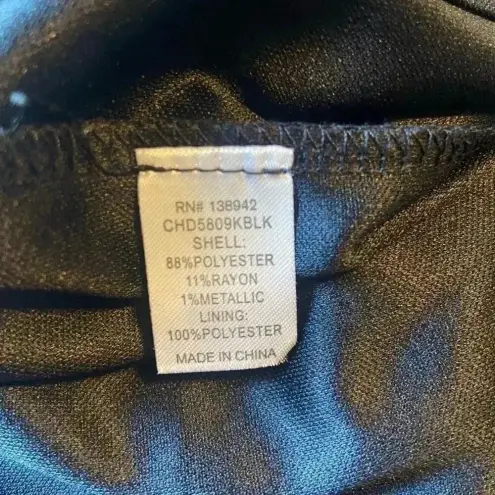 RN# 138942
CHD5809KBLK
SHELL:
88%POLYESTER
11%RAYON
1%METALLIC
LINING:
100%POLYESTER
MADE IN CHINA